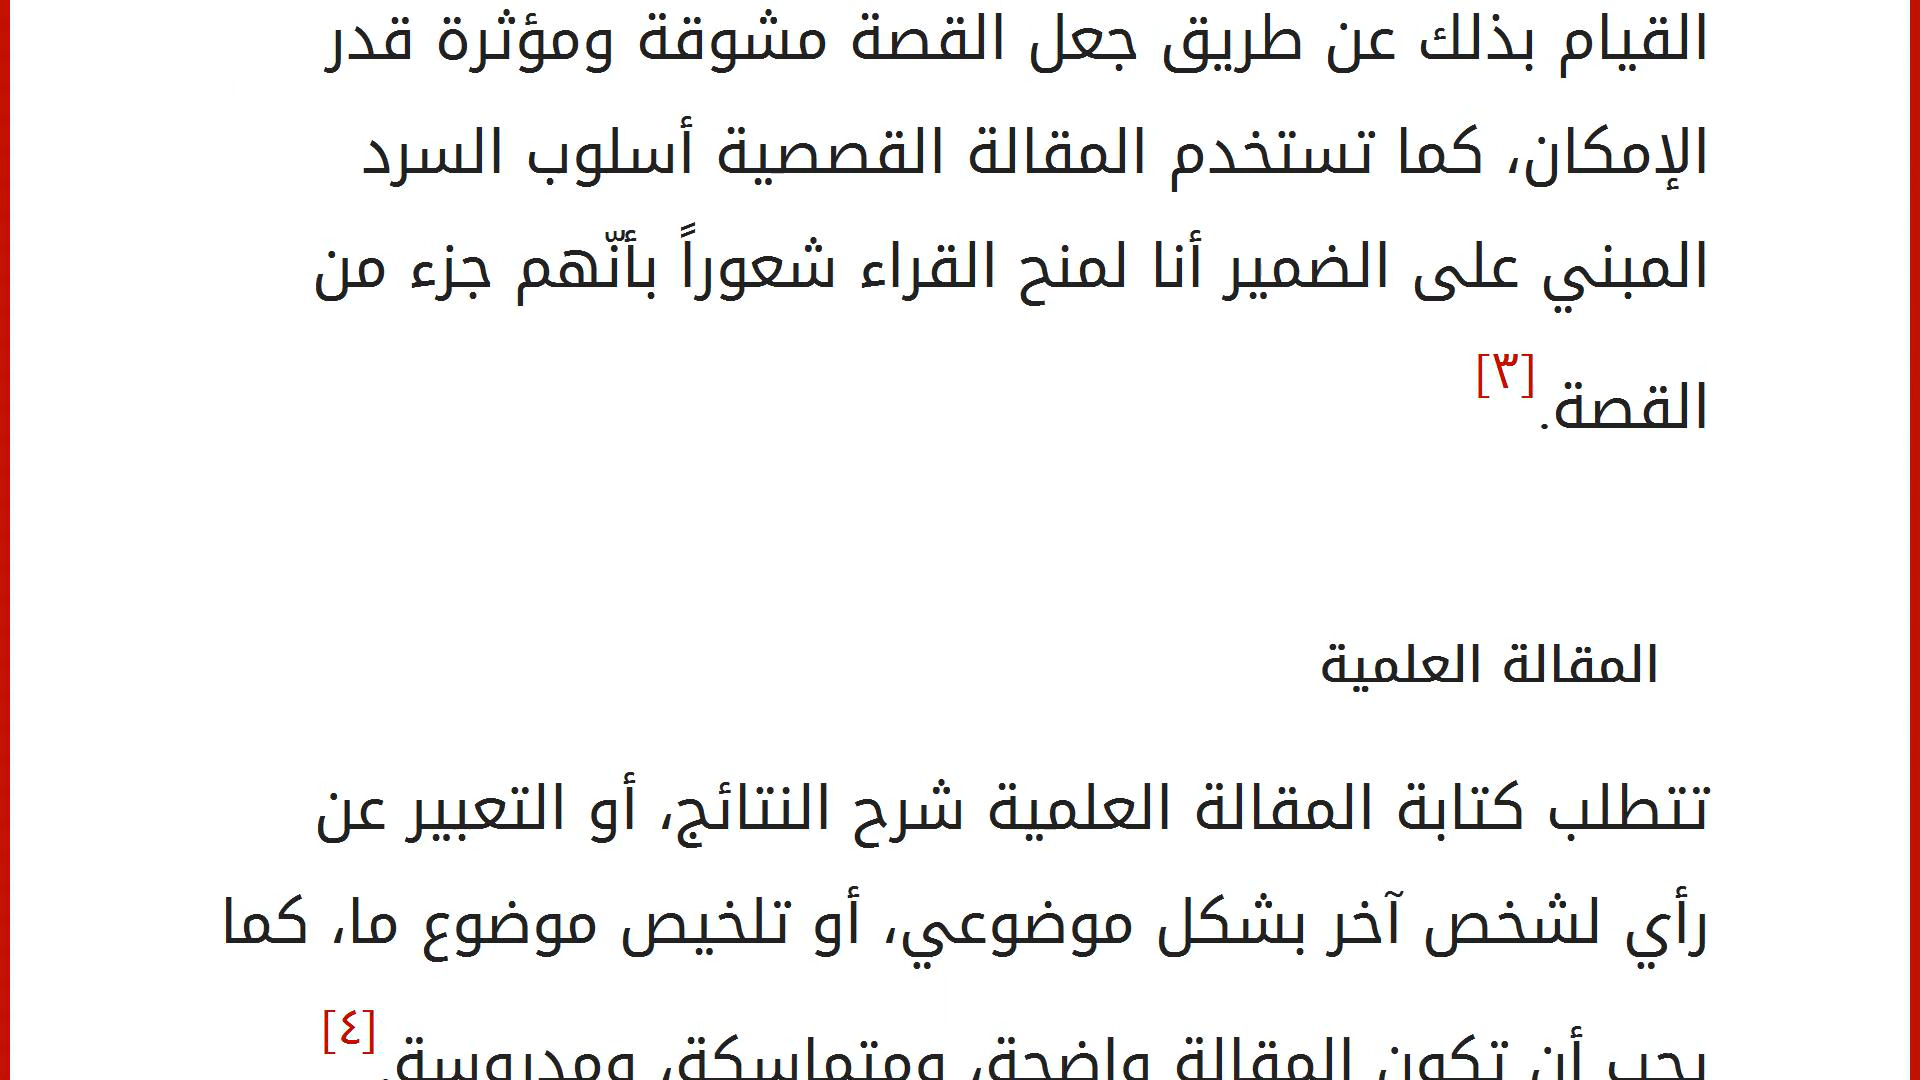 القيام بذلك عن طريق جعل القصة مشوقة ومؤثرة قدر
الإمكان، كما تستخدم المقالة القصصية أسلوب السرد
المبني على الضمير أنا لمنح القراء شعوراً بأنّهم جزء من
القصة.[٣]
المقالة العلمية
تتطلب كتابة المقالة العلمية شرح النتائج، أو التعبير عن
رأي لشخص آخر بشكل موضوعي، أو تلخيص موضوع ما، كما
يجب أن تكون المقالة واضحة، ومتماسكة، ومدروسة.[٤]